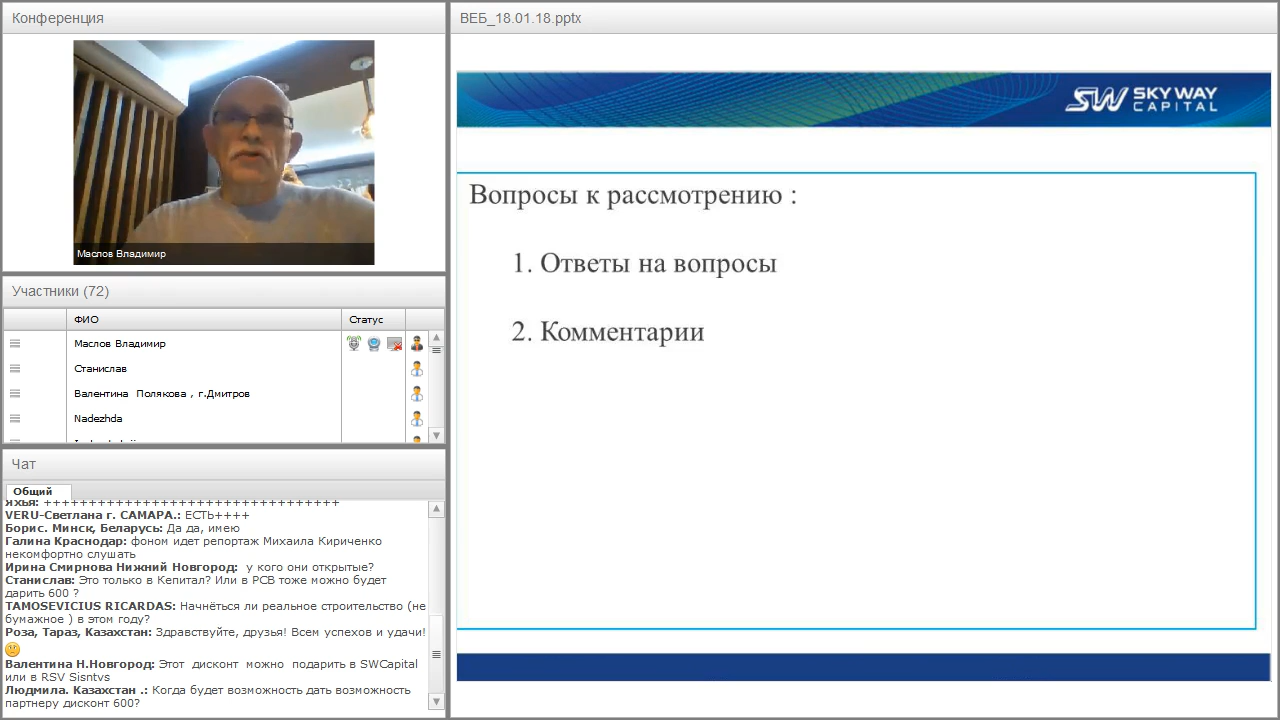 Конференция
Маслов Владимир
Участники (72)
ФИО
Статус
Маслов Владимир
Станислав
Валентина Полякова , г.Дмитров
Nadezhda
Чат
Общий
Яхья: +++++++++++++++++++++++++++++++++
VERU-Светлана г. САМАРА.: ЕСТЬ++++
Борис. Минск, Беларусь: Да да, имею
Галина Краснодар: фоном идет репортаж Михаила Кириченко
некомфортно слушать
Ирина Смирнова Нижний Новгород: у кого они открытые?
Станислав: Это только в Кепитал? Или в РСВ тоже можно будет
дарить 600 ?
TAMOSEVICIUS RICARDAS: Начнёться ли реальное строительство (не
бумажное ) в этом году?
Роза, Тараз, Казахстан: Здравствуйте, друзья! Всем успехов и удачи!
Валентина Н.Новгород: Этот дисконт можно подарить в SWCapital
или в RSV Sisntvs
Людмила. Казахстан .: Когда будет возможность дать возможность
партнеру дисконт 600?
ВЕБ_18.01.18.pptx
SW SKY WAY
CAPITAL
Вопросы к рассмотрению :
1. Ответы на вопросы
2. Комментарии